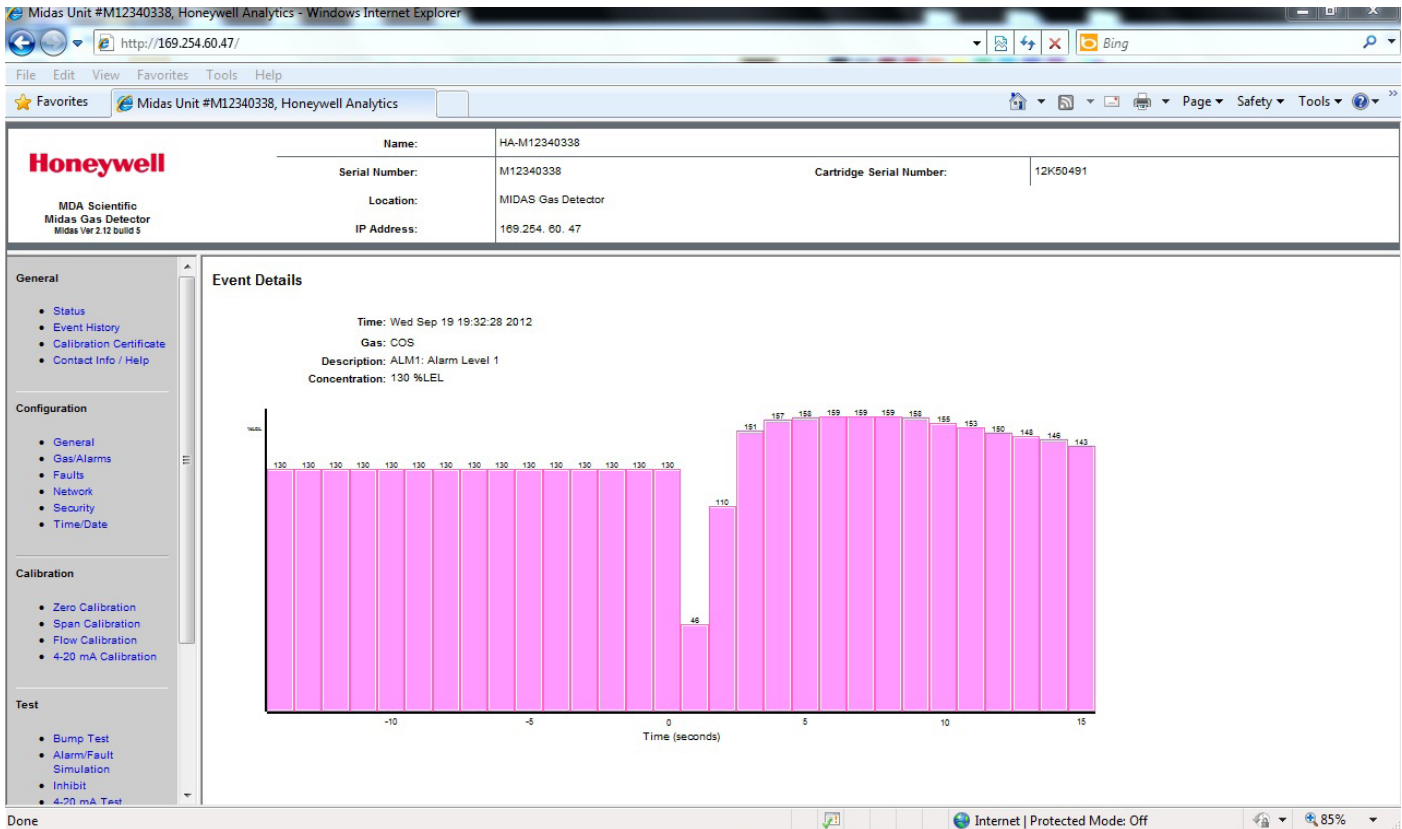 Midas Unit #M12340338, Honeywell Analytics - Windows Internet Explorer
http://169.254.60.47/
Bing
File Edit View Favorites Tools Help
Favorites
Midas Unit #M12340338, Honeywell Analytics
Page Safety Tools
Honeywell
MDA Scientific
Midas Gas Detector
Midas Ver 2.12 build 5
Name: HA-M12340338
Serial Number: M12340338 Cartridge Serial Number: 12K50491
Location: MIDAS Gas Detector
IP Address: 169.254. 60. 47
General
Status
Event History
Calibration Certificate
Contact Info / Help
Configuration
General
Gas/Alarms
Faults
Network
Security
Time/Date
Calibration
Zero Calibration
Span Calibration
Flow Calibration
4-20 mA Calibration
Test
Bump Test
Alarm/Fault
Simulation
Inhibit
4-20 mA Test
Event Details
Time: Wed Sep 19 19:32:28 2012
Gas: COS
Description: ALM1: Alarm Level 1
Concentration: 130 %LEL
%LEL
130 130 130 130 130 130 130 130 130 130 130 130 130 130 130 46 110 151 157 158 159 159 159 158 155 153 150 148 146 143
-10 -5 0 5 10 15
Time (seconds)
Done
Internet | Protected Mode: Off
85%